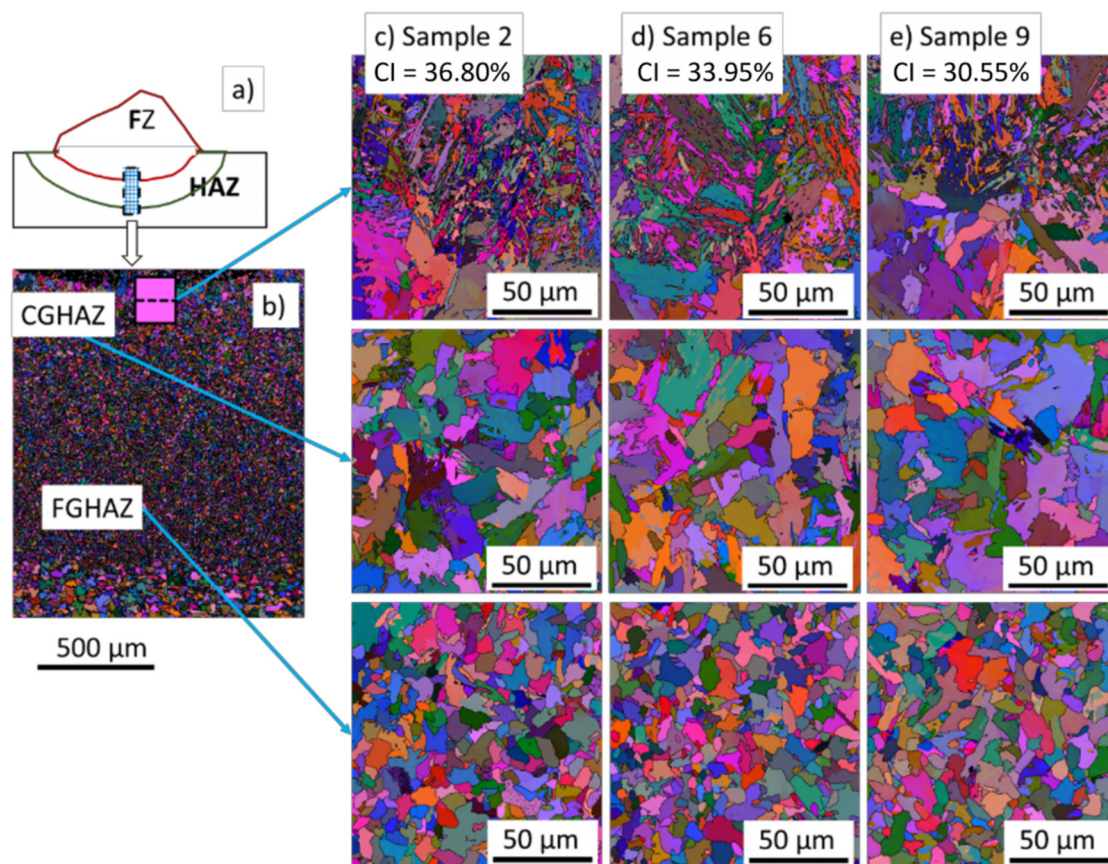 a)
FZ
HAZ
b)
CGHAZ
FGHAZ
500 µm
c) Sample 2
CI = 36.80%
d) Sample 6
CI = 33.95%
e) Sample 9
CI = 30.55%
50 µm
50 µm
50 µm
50 µm
50 µm
50 µm
50 µm
50 µm
50 µm